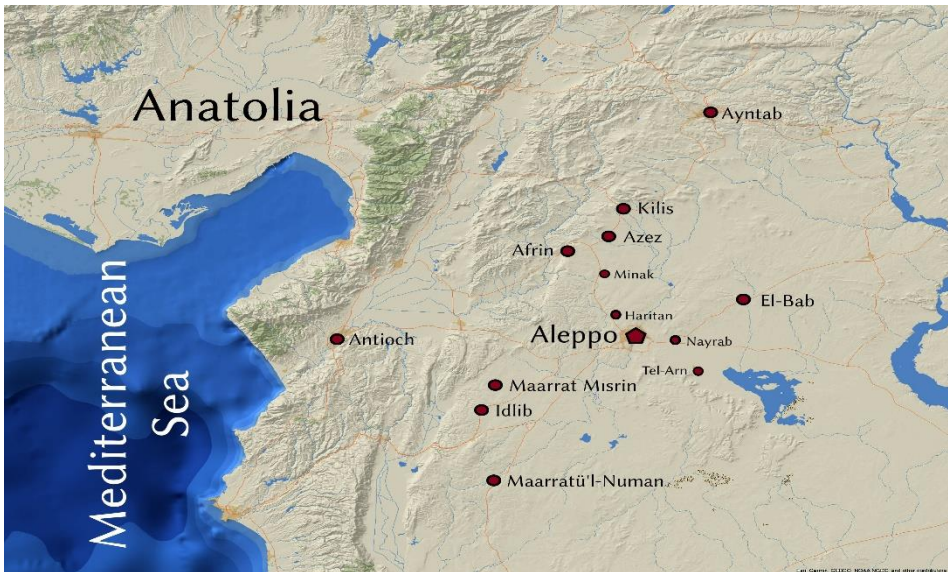 Anatolia
Ayntab
Kilis
Azez
Afrin
Minak
El-Bab
Haritan
Aleppo
Nayrab
Antioch
Tel-Arn
Maarrat Mısrin
Idlib
Maarratü'l-Numan
Mediterranean
Sea